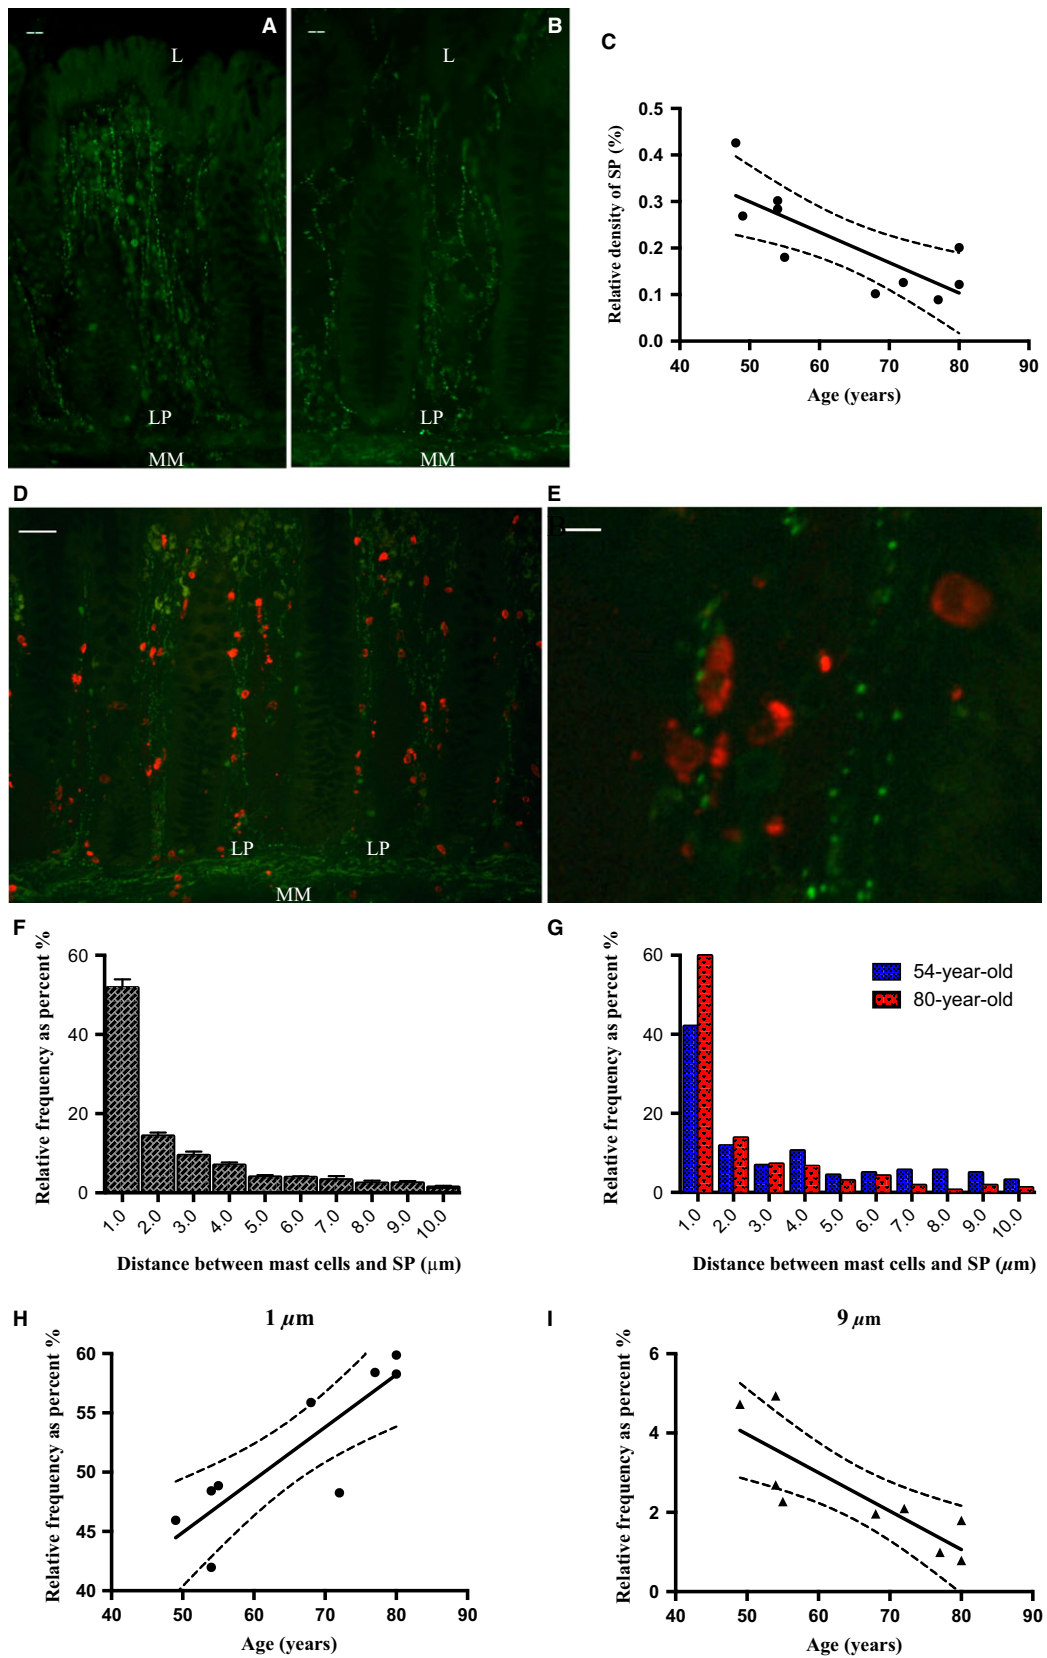 A
B
L
L
LP
LP
MM
MM
C
Relative density of SP (%)
0.5
0.4
0.3
0.2
0.1
0.0
40 50 60 70 80 90
Age (years)
D
LP
LP
MM
E
B
F
Relative frequency as percent %
60
40
20
0
1.0 2.0 3.0 4.0 5.0 6.0 7.0 8.0 9.0 10.0
Distance between mast cells and SP (μm)
G
Relative frequency as percent %
60
40
20
0
54-year-old
80-year-old
1.0 2.0 3.0 4.0 5.0 6.0 7.0 8.0 9.0 10.0
Distance between mast cells and SP (μm)
H
1 μm
Relative frequency as percent %
60
55
50
45
40
40 50 60 70 80 90
Age (years)
I
9 μm
Relative frequency as percent %
6
4
2
0
40 50 60 70 80 90
Age (years)